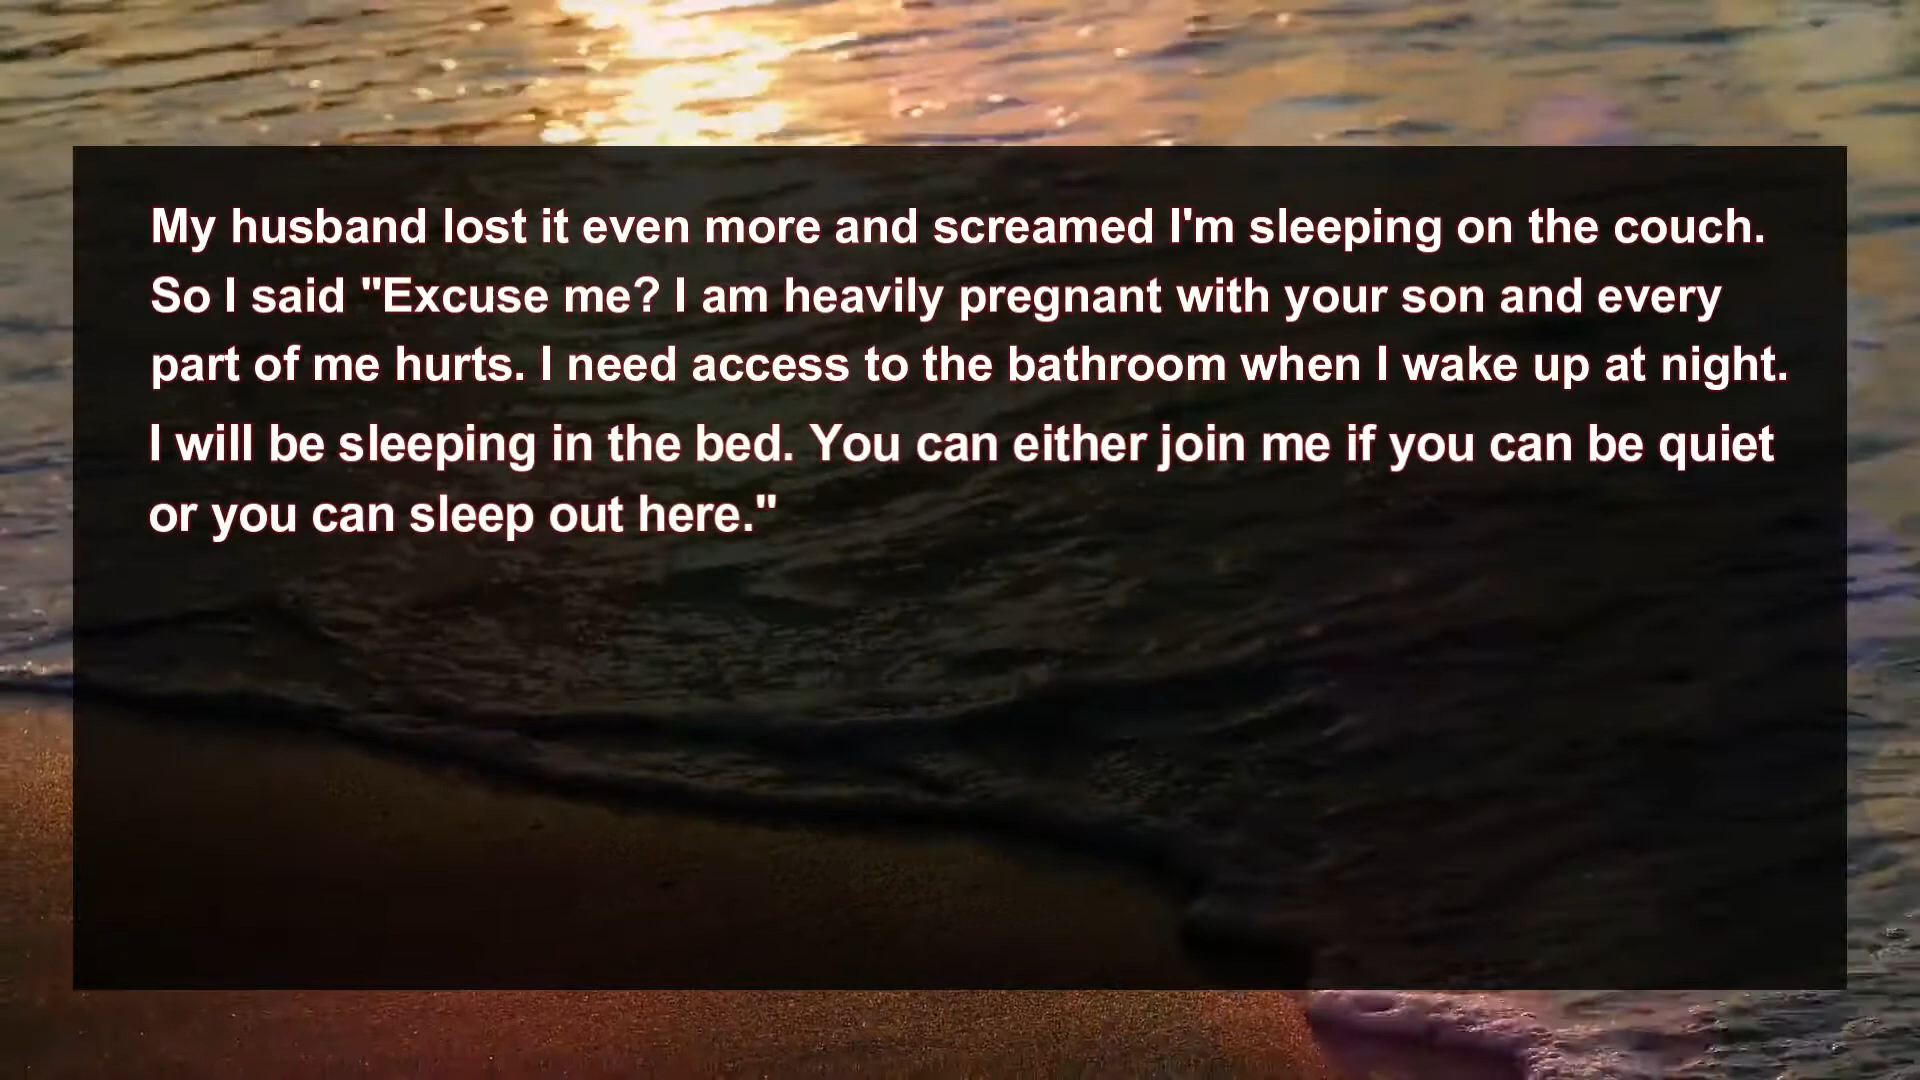 My husband lost it even more and screamed I'm sleeping on the couch.
So I said "Excuse me? I am heavily pregnant with your son and every
part of me hurts. I need access to the bathroom when I wake up at night.
I will be sleeping in the bed. You can either join me if you can be quiet
or you can sleep out here."